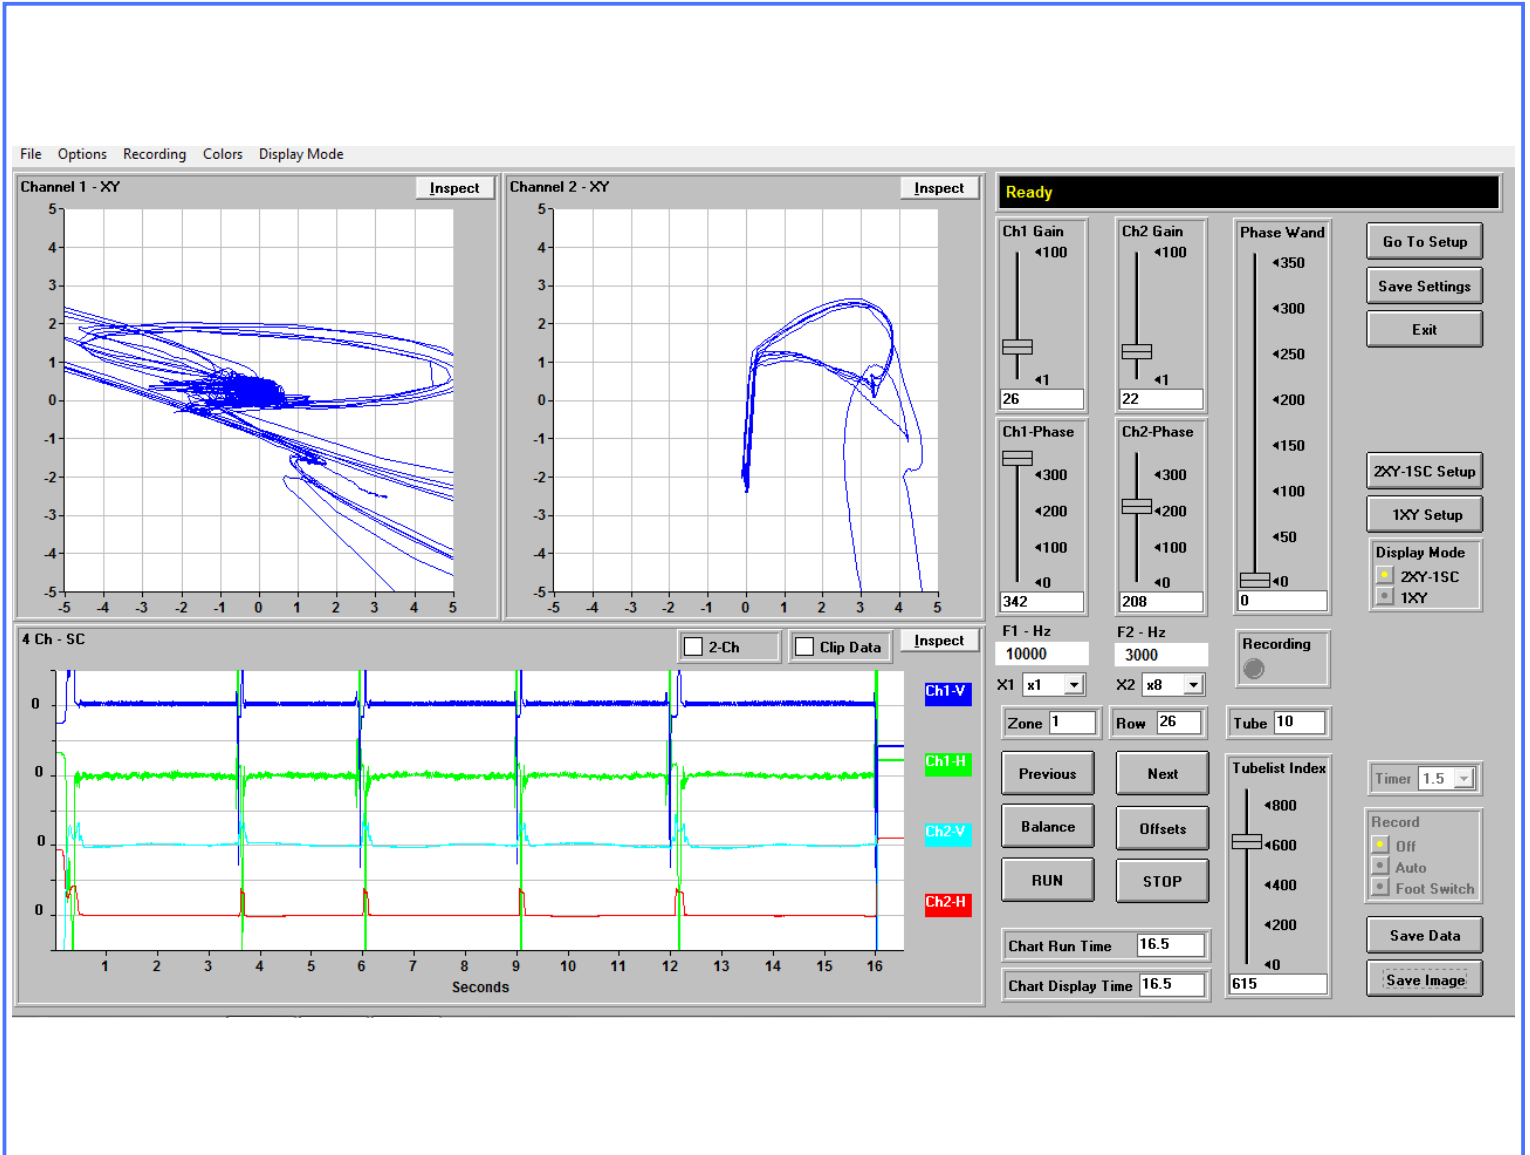 File Options Recording Colors Display Mode
Channel 1 - XY Inspect
5
4
3
2
1
0
-1
-2
-3
-4
-5
-5 -4 -3 -2 -1 0 1 2 3 4 5
Channel 2 - XY Inspect
5
4
3
2
1
0
-1
-2
-3
-4
-5
-5 -4 -3 -2 -1 0 1 2 3 4 5
4 Ch - SC 2-Ch Clip Data Inspect
0
0
0
0
Ch1-V
Ch1-H
Ch2-V
Ch2-H
1 2 3 4 5 6 7 8 9 10 11 12 13 14 15 16
Seconds
Ready
Ch1 Gain
100
1
26
Ch2 Gain
100
1
22
Phase Wand
350
300
250
200
150
100
50
0
0
Ch1-Phase
300
200
100
0
342
Ch2-Phase
300
200
100
0
208
Go To Setup
Save Settings
Exit
2XY-1SC Setup
1XY Setup
Display Mode
2XY-1SC
1XY
F1 - Hz
10000
X1 x1
F2 - Hz
3000
X2 x8
Recording
Zone 1
Row 26
Tube 10
Previous Next
Balance Offsets
RUN STOP
Chart Run Time 16.5
Chart Display Time 16.5
Tubelist Index
800
600
400
200
0
615
Timer 1.5
Record
Off
Auto
Foot Switch
Save Data
Save Image